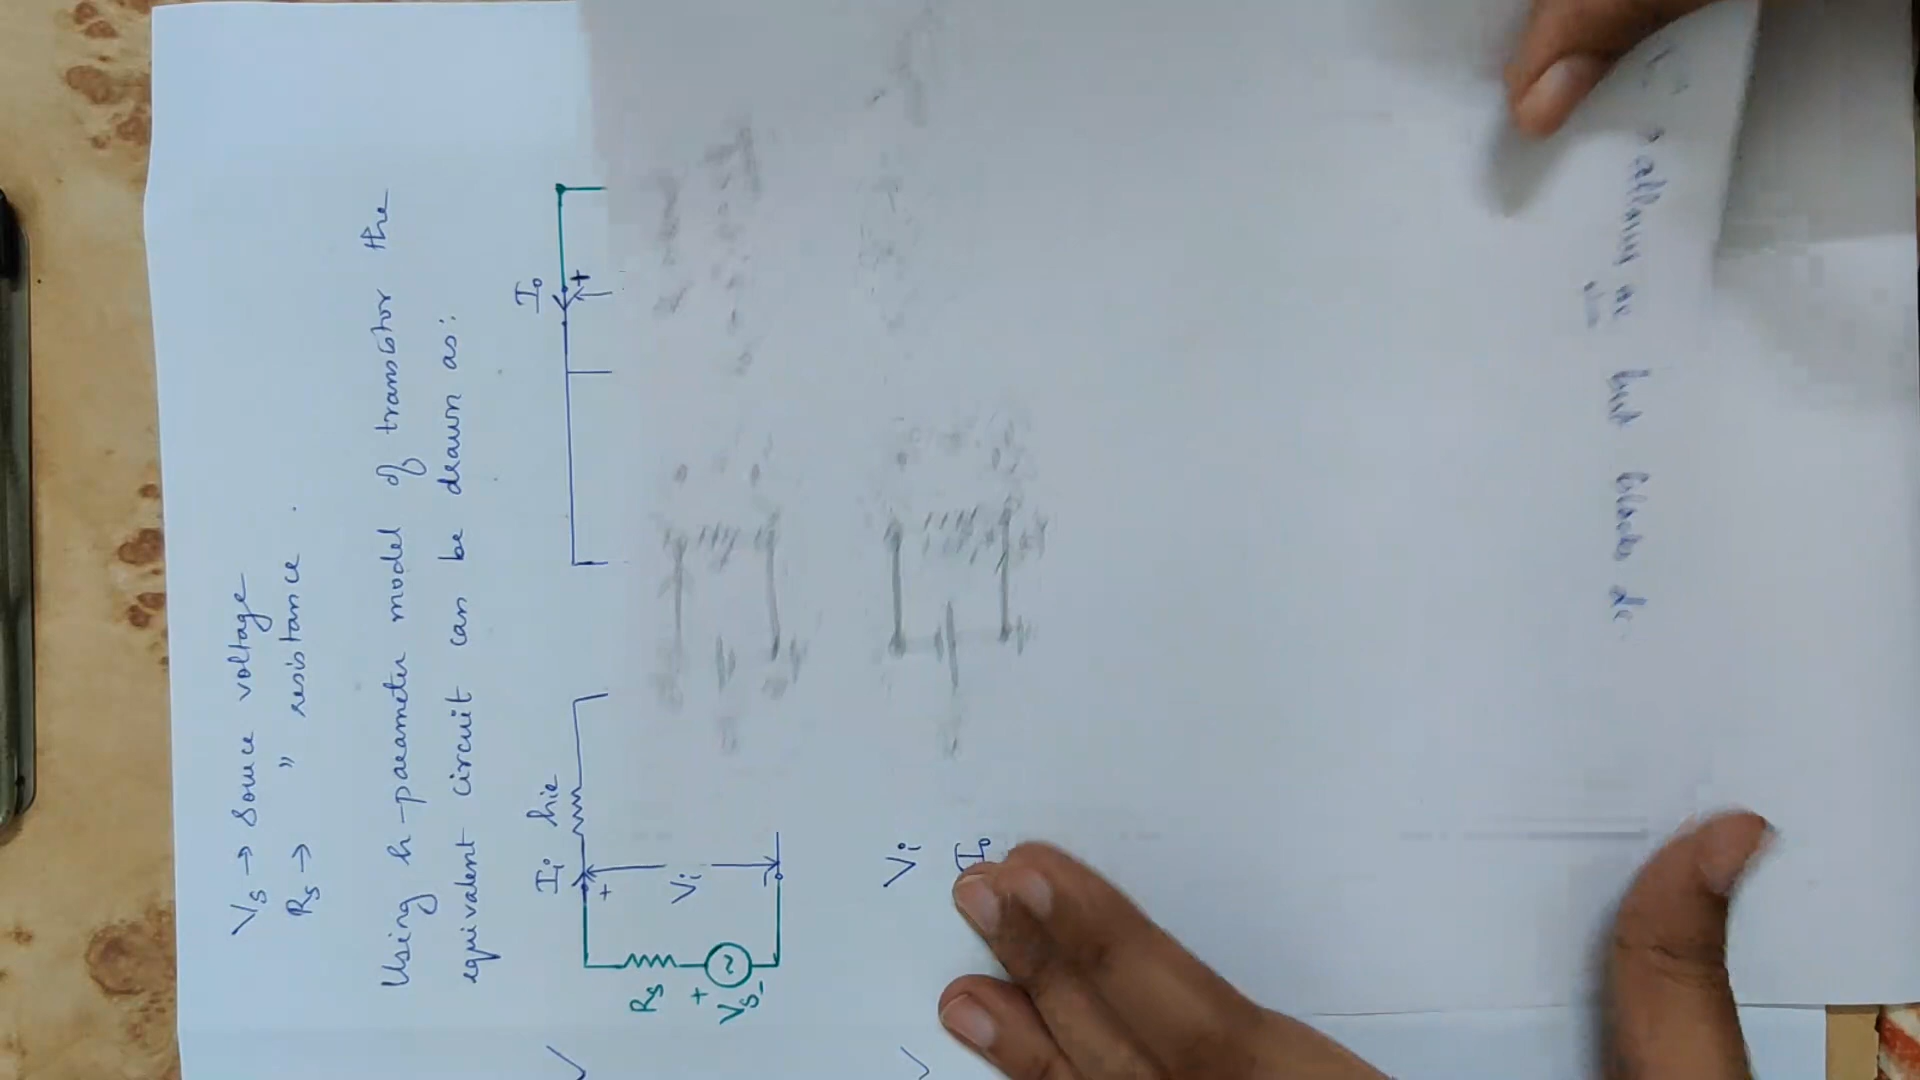 Vs → Source voltage
Rs → " resistance.
Using h-parameter model of transistor the
equivalent circuit can be drawn as:
Ii hie Io
+ +
Vi
Rs
+
Vs
-
Vi
Io